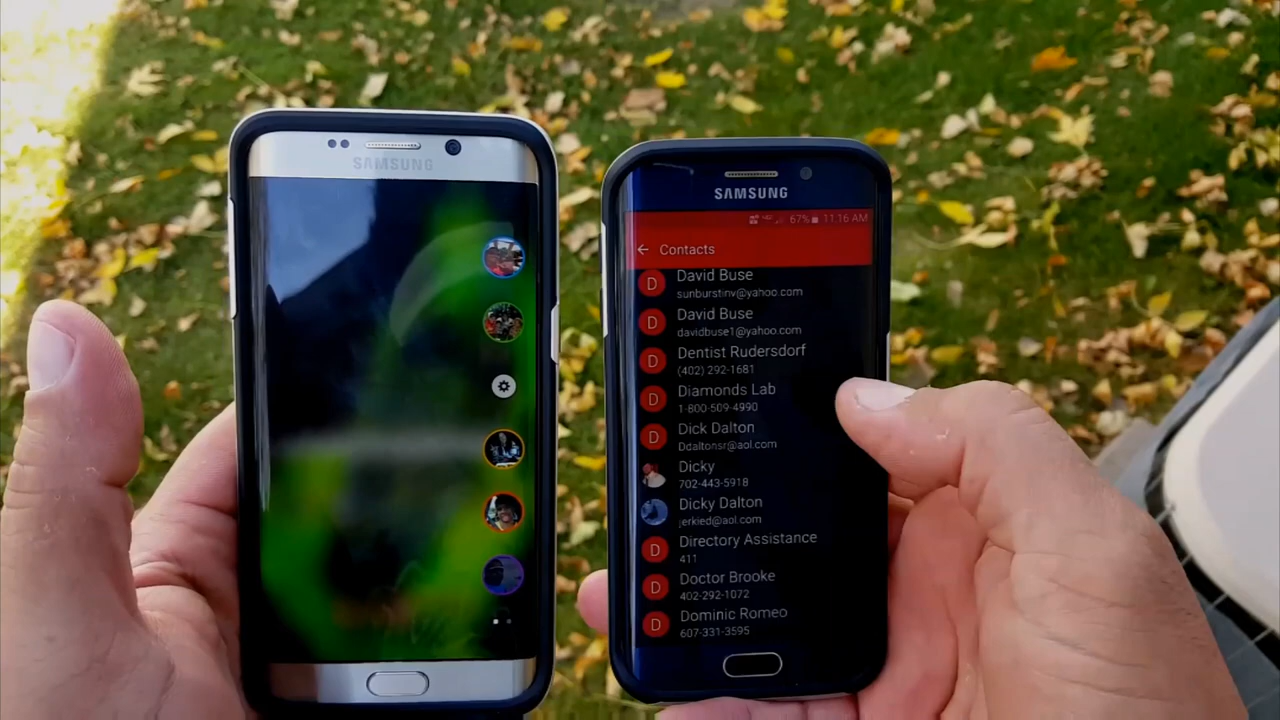 SAMSUNG
SAMSUNG
67% 11:16 AM
Contacts
David Buse
sunburstinv@yahoo.com
David Buse
davidbuse1@yahoo.com
Dentist Rudersdorf
(402) 292-1681
Diamonds Lab
1-800-509-4990
Dick Dalton
Ddaltonsr@aol.com
Dicky
702-443-5918
Dicky Dalton
jerkied@aol.com
Directory Assistance
411
Doctor Brooke
402-292-1072
Dominic Romeo
607-331-3595
D
D
D
D
D
D
D
D